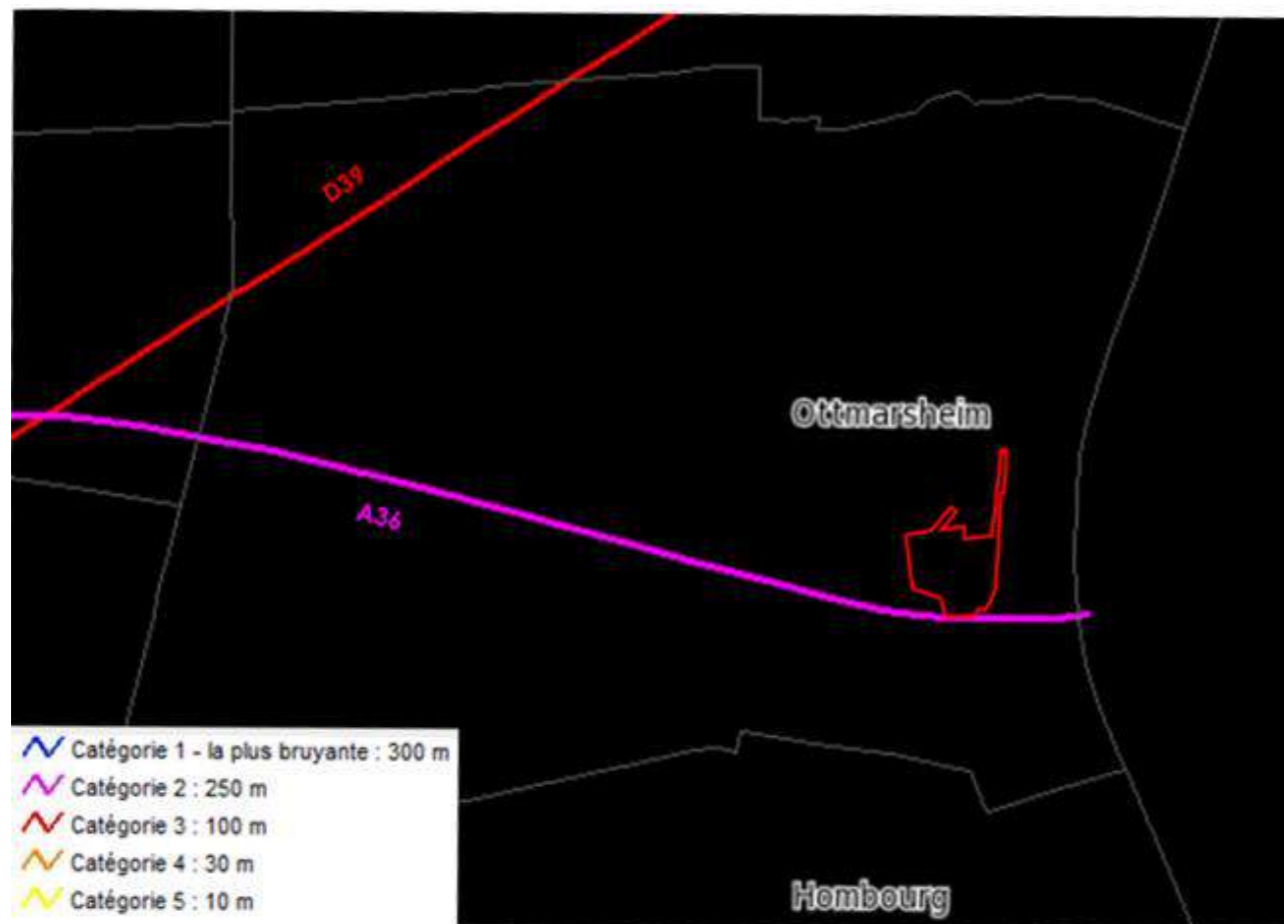 D39
Ottmarsheim
A36
Catégorie 1 - la plus bruyante : 300 m
Catégorie 2 : 250 m
Catégorie 3 : 100 m
Catégorie 4 : 30 m
Catégorie 5 : 10 m
Hombourg